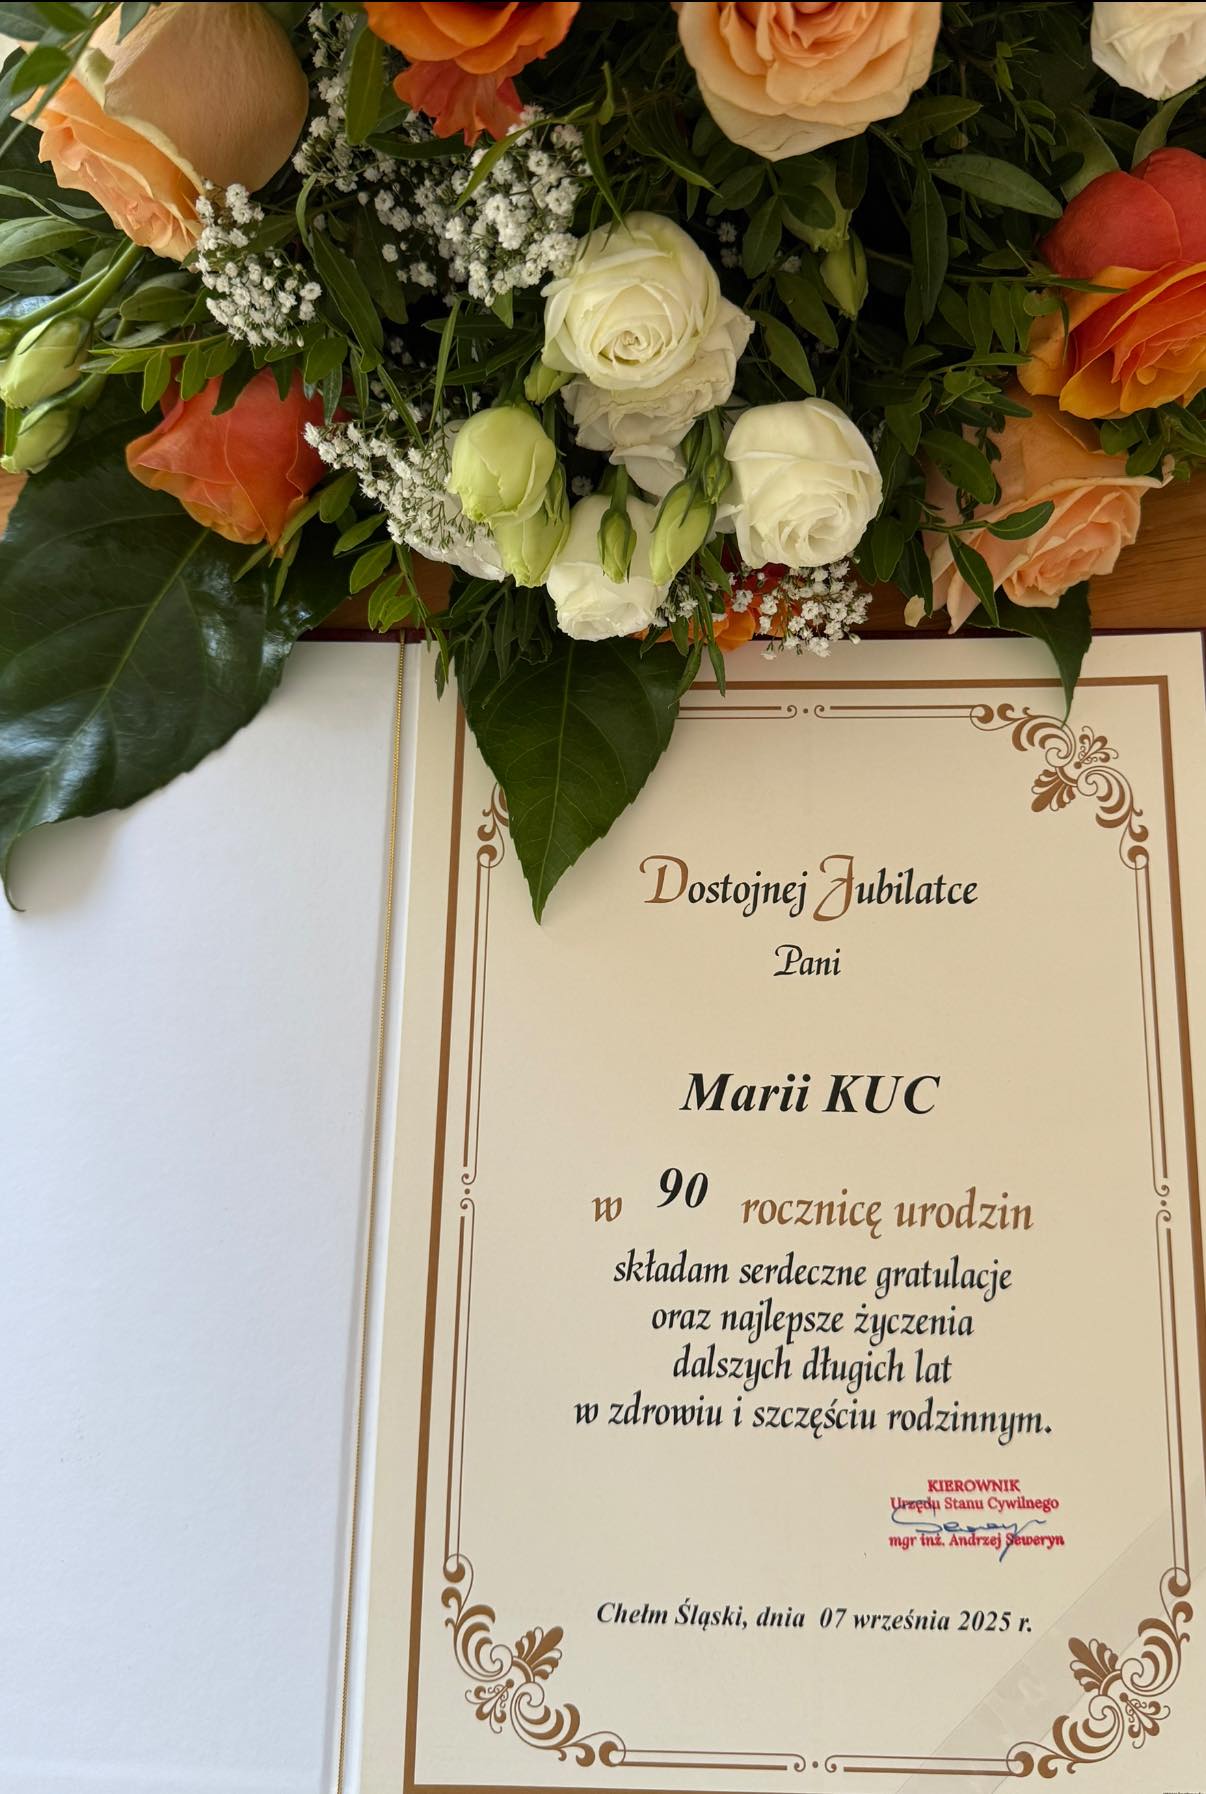 Dostojnej Jubilatce
Pani
Marii KUC
w 90 rocznicę urodzin
składam serdeczne gratulacje
oraz najlepsze życzenia
dalszych długich lat
w zdrowiu i szczęściu rodzinnym.
KIEROWNIK
Urzędu Stanu Cywilnego
mgr inż. Andrzej Seweryn
Chełm Śląski, dnia 07 września 2025 r.